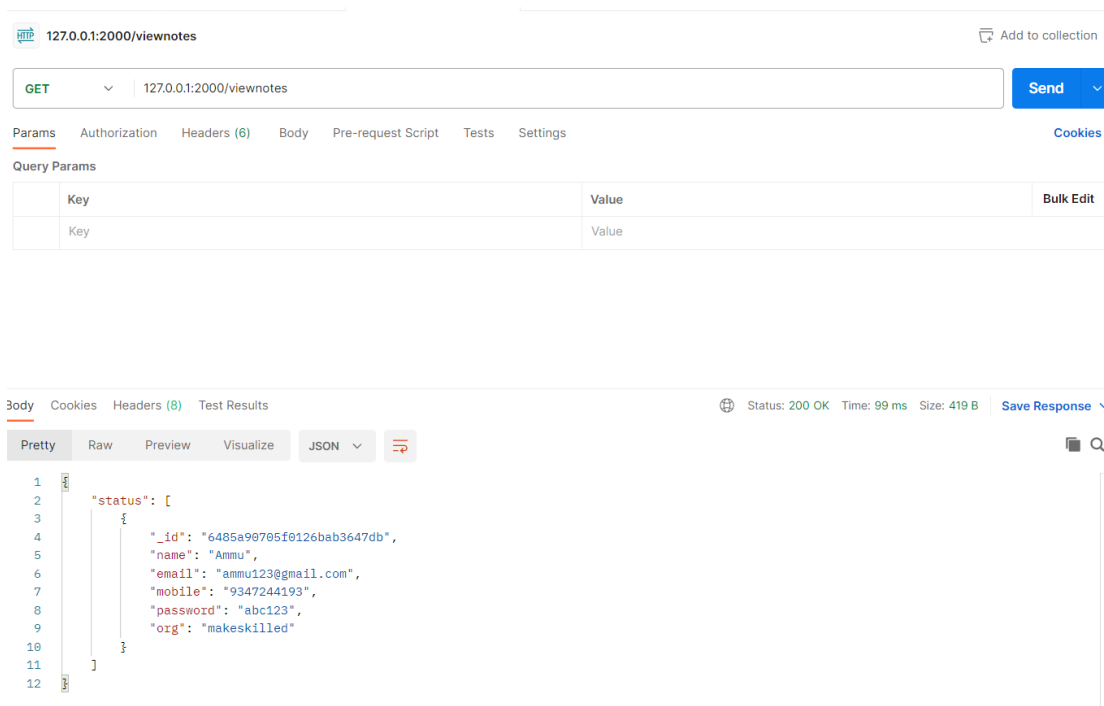 HTTP 127.0.0.1:2000/viewnotes Add to collection
GET 127.0.0.1:2000/viewnotes Send
Params Authorization Headers (6) Body Pre-request Script Tests Settings Cookies
Query Params
Key Value Bulk Edit
Key Value
Body Cookies Headers (8) Test Results Status: 200 OK Time: 99 ms Size: 419 B Save Response
Pretty Raw Preview Visualize JSON
1 {
2 "status": [
3 {
4 "_id": "6485a90705f0126bab3647db",
5 "name": "Ammu",
6 "email": "ammu123@gmail.com",
7 "mobile": "9347244193",
8 "password": "abc123",
9 "org": "makeskilled"
10 }
11 ]
12 }